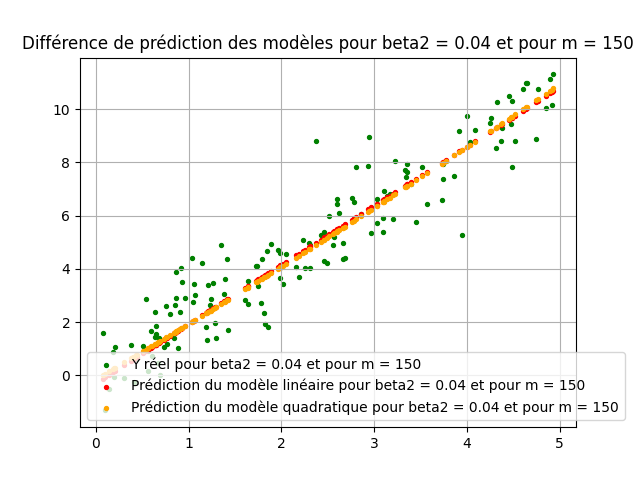 Différence de prédiction des modèles pour beta2 = 0.04 et pour m = 150
10
8
6
4
2
0
Y réel pour beta2 = 0.04 et pour m = 150
Prédiction du modèle linéaire pour beta2 = 0.04 et pour m = 150
Prédiction du modèle quadratique pour beta2 = 0.04 et pour m = 150
0 1 2 3 4 5